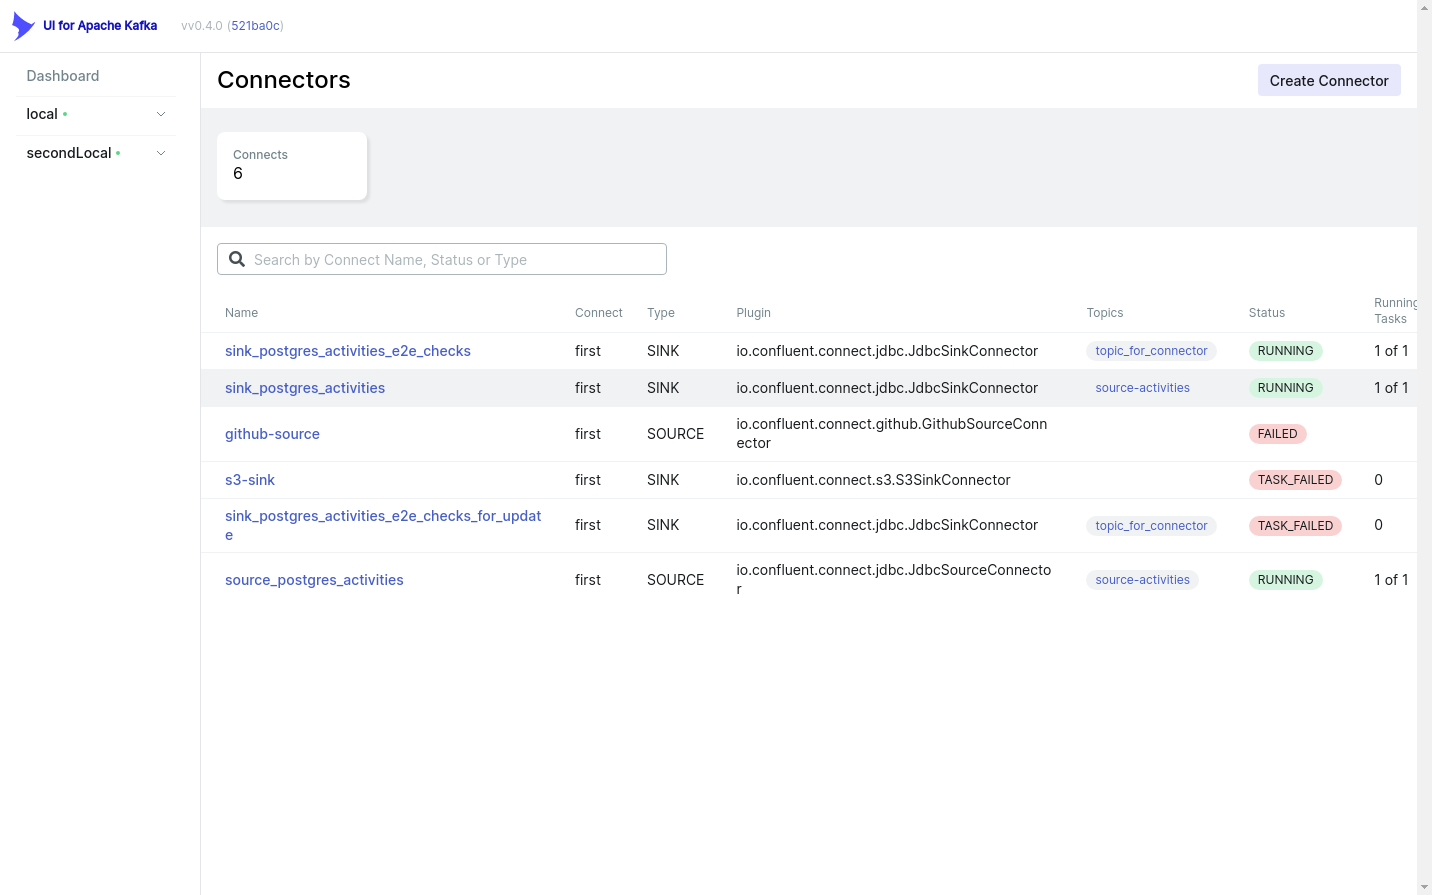 UI for Apache Kafka
vv0.4.0 (521ba0c)
Dashboard
local
secondLocal
Connectors
Create Connector
Connects
6
Search by Connect Name, Status or Type
Name Connect Type Plugin Topics Status Running
Tasks
sink_postgres_activities_e2e_checks first SINK io.confluent.connect.jdbc.JdbcSinkConnector topic_for_connector RUNNING 1 of 1
sink_postgres_activities first SINK io.confluent.connect.jdbc.JdbcSinkConnector source-activities RUNNING 1 of 1
github-source first SOURCE io.confluent.connect.github.GithubSourceConn
ector FAILED
s3-sink first SINK io.confluent.connect.s3.S3SinkConnector TASK_FAILED 0
sink_postgres_activities_e2e_checks_for_updat
e first SINK io.confluent.connect.jdbc.JdbcSinkConnector topic_for_connector TASK_FAILED 0
source_postgres_activities first SOURCE io.confluent.connect.jdbc.JdbcSourceConnecto
r source-activities RUNNING 1 of 1